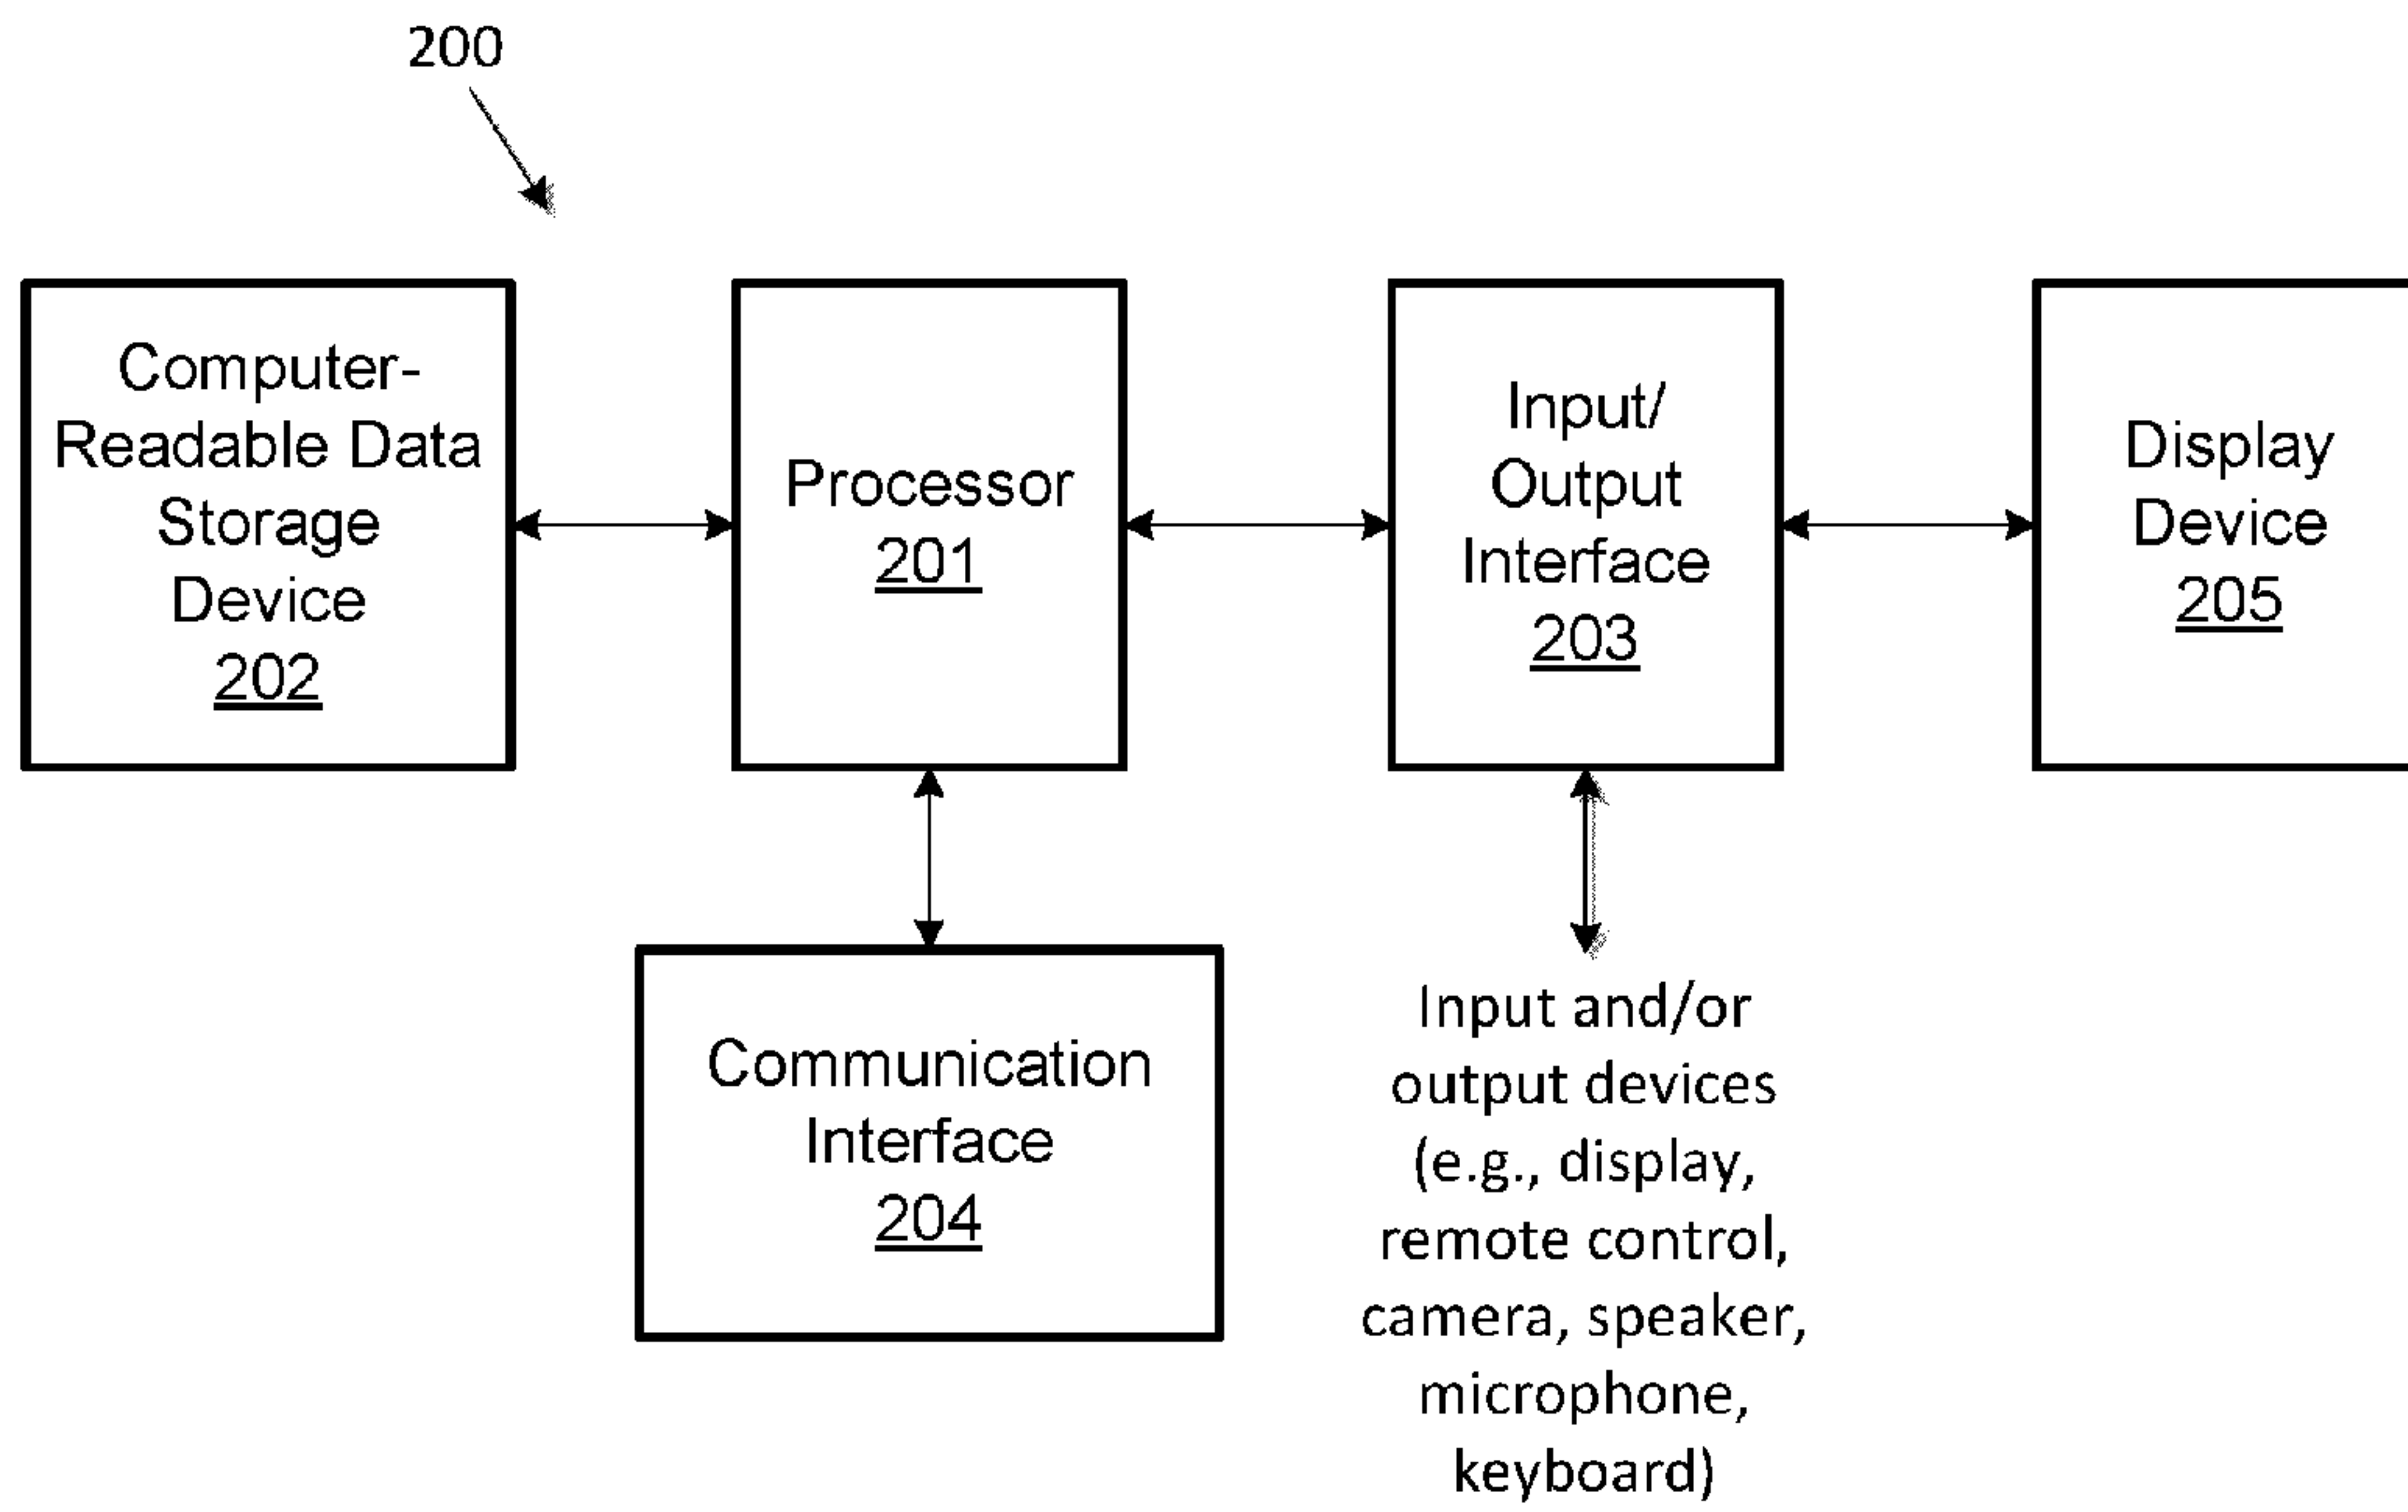 200
Computer-
Readable Data
Storage
Device
202
Processor
201
Input/
Output
Interface
203
Display
Device
205
Communication
Interface
204
Input and/or
output devices
(e.g., display,
remote control,
camera, speaker,
microphone,
keyboard)